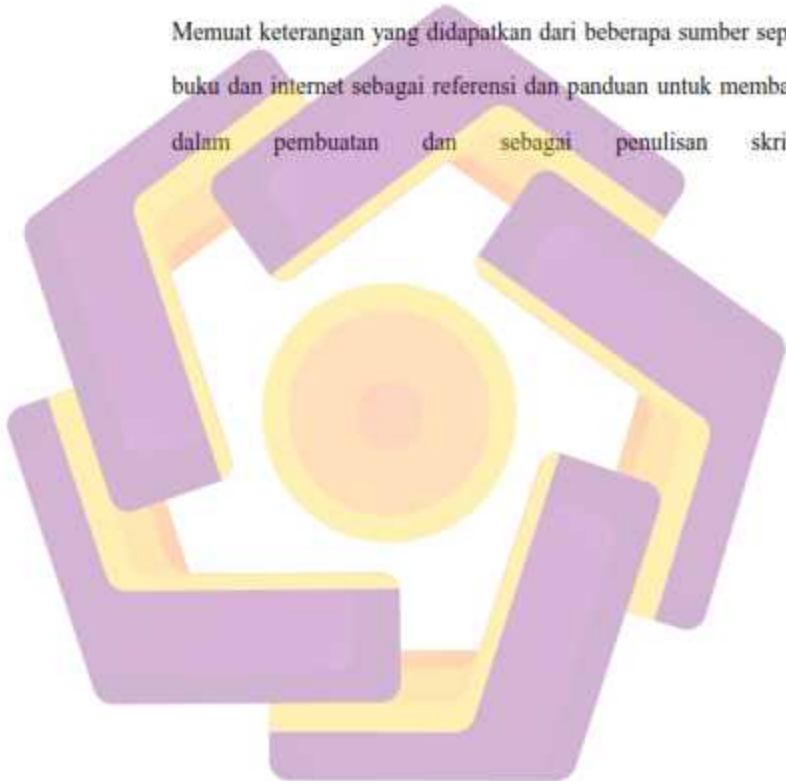 Memuat keterangan yang didapatkan dari beberapa sumber sep
buku dan internet sebagai referensi dan panduan untuk memba
dalam pembuatan dan sebagai penulisan skri